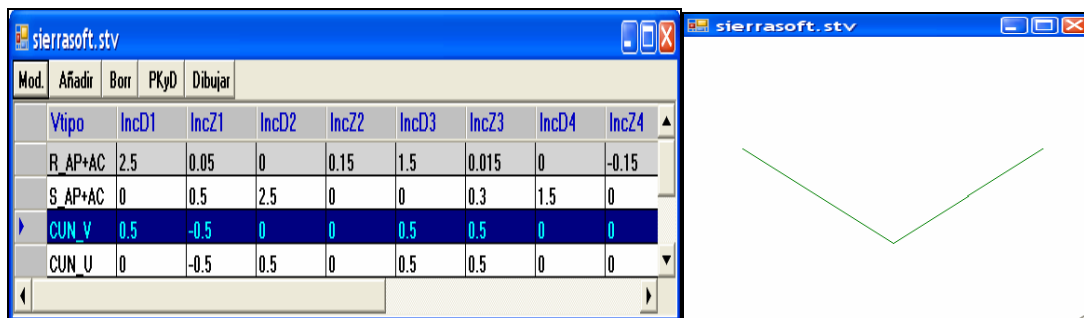 sierrasoft.stv
Mod. Añadir Borr PKyD Dibujar
Vtipo IncD1 IncZ1 IncD2 IncZ2 IncD3 IncZ3 IncD4 IncZ4
R_AP+AC 2.5 0.05 0 0.15 1.5 0.015 0 -0.15
S_AP+AC 0 0.5 2.5 0 0 0.3 1.5 0
CUN_V 0.5 -0.5 0 0 0.5 0.5 0 0
CUN_U 0 -0.5 0.5 0 0.5 0.5 0 0
sierrasoft.stv